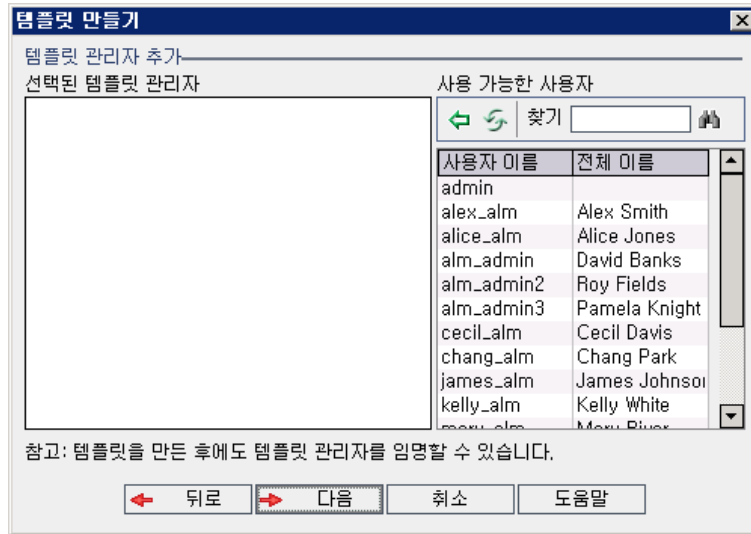 템플릿 만들기
템플릿 관리자 추가
선택된 템플릿 관리자
사용 가능한 사용자
찾기
사용자 이름 전체 이름
admin
alex_alm Alex Smith
alice_alm Alice Jones
alm_admin David Banks
alm_admin2 Roy Fields
alm_admin3 Pamela Knight
cecil_alm Cecil Davis
chang_alm Chang Park
james_alm James Johnson
kelly_alm Kelly White
참고: 템플릿을 만든 후에도 템플릿 관리자를 임명할 수 있습니다.
뒤로 다음 취소 도움말